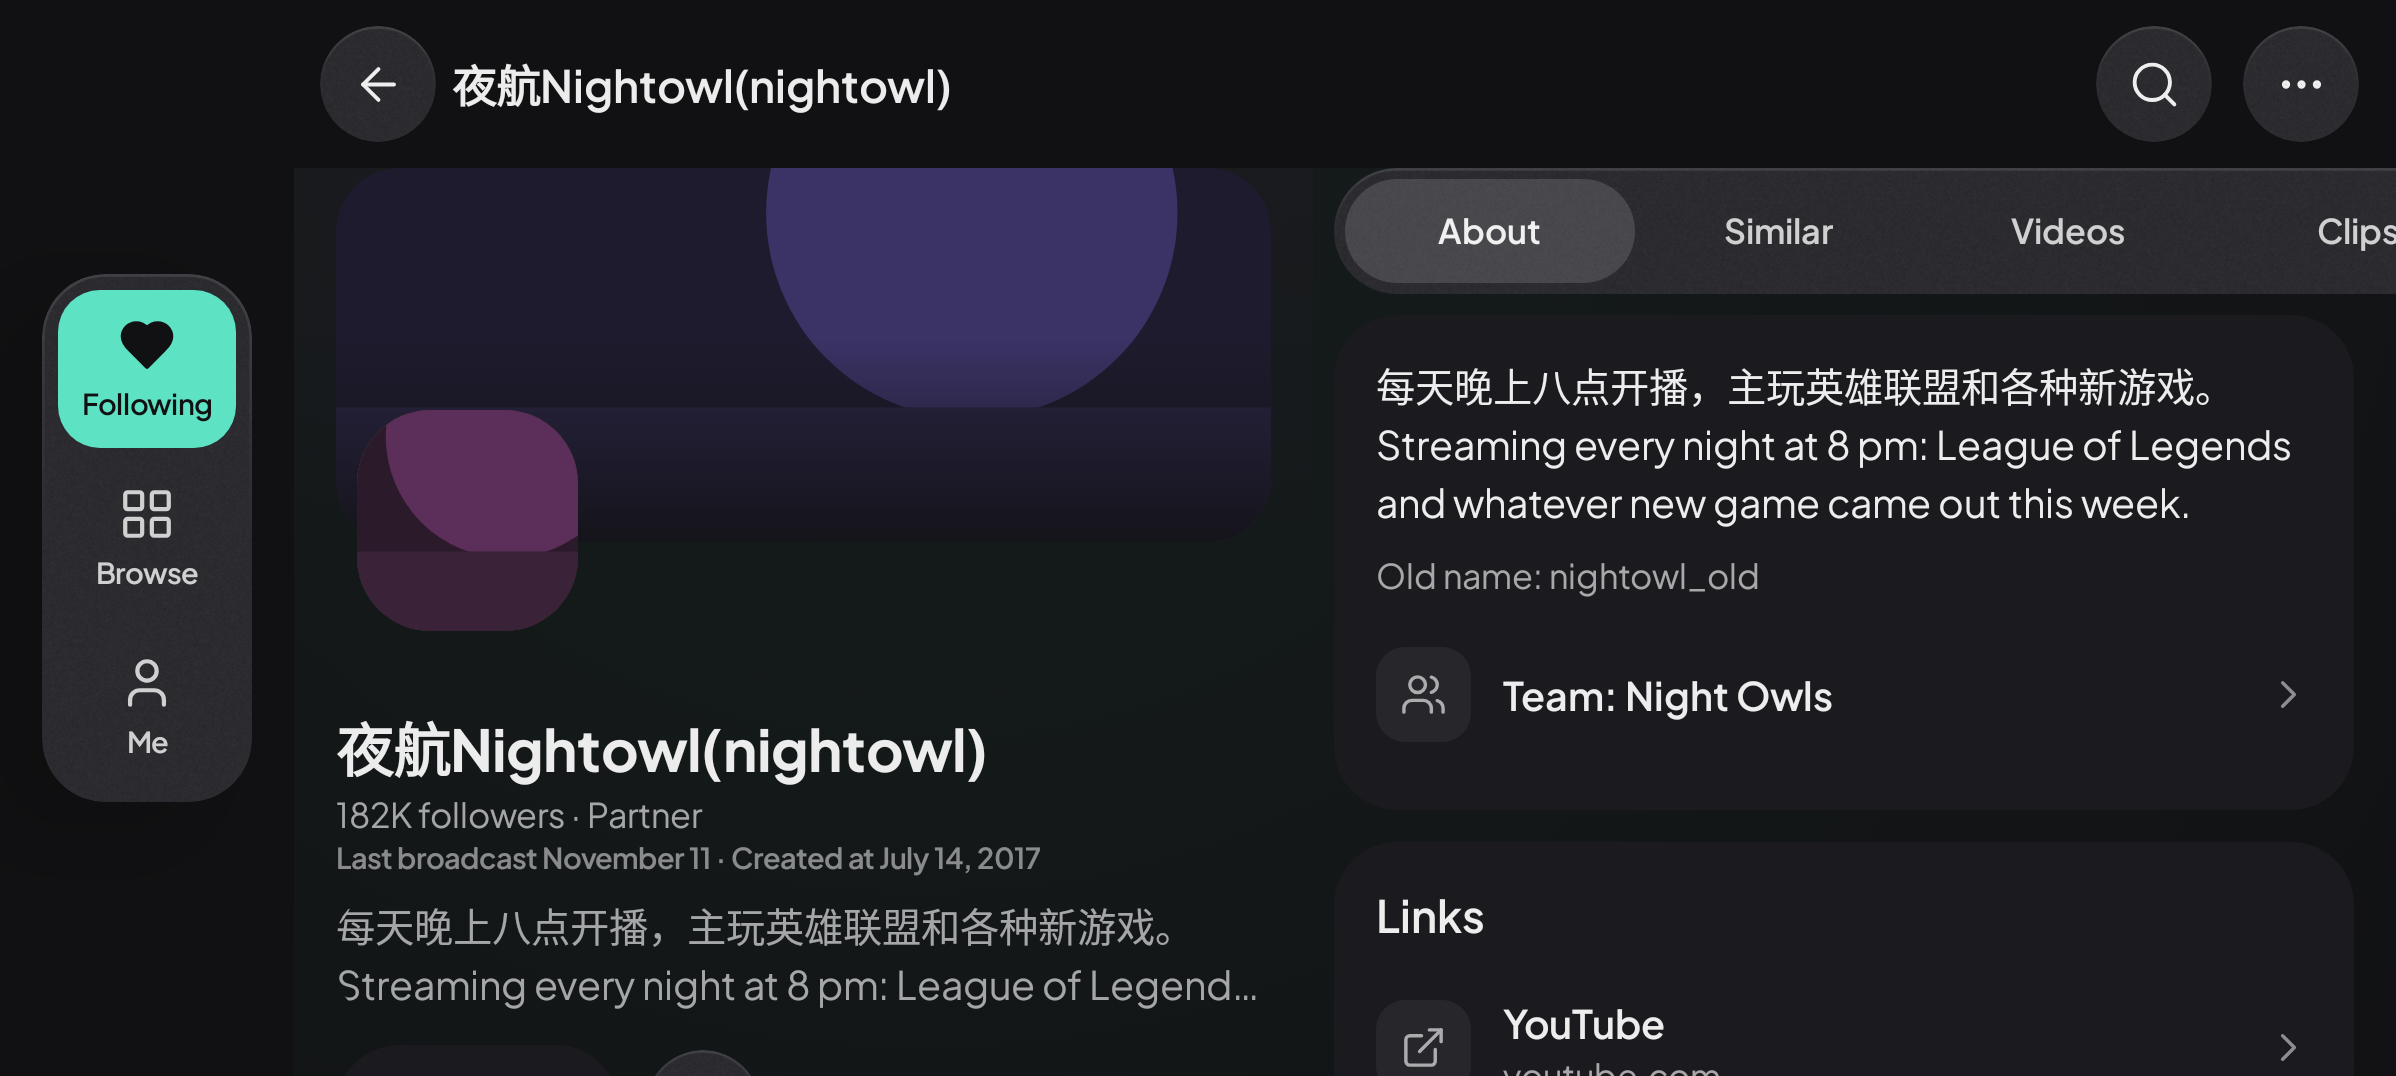 夜航Nightowl(nightowl)
Following
Browse
Me
夜航Nightowl(nightowl)
182K followers · Partner
Last broadcast November 11 · Created at July 14, 2017
每天晚上八点开播，主玩英雄联盟和各种新游戏。
Streaming every night at 8 pm: League of Legend...
About
Similar
Videos
Clips
每天晚上八点开播，主玩英雄联盟和各种新游戏。
Streaming every night at 8 pm: League of Legends
and whatever new game came out this week.
Old name: nightowl_old
Team: Night Owls
Links
YouTube
youtube.com